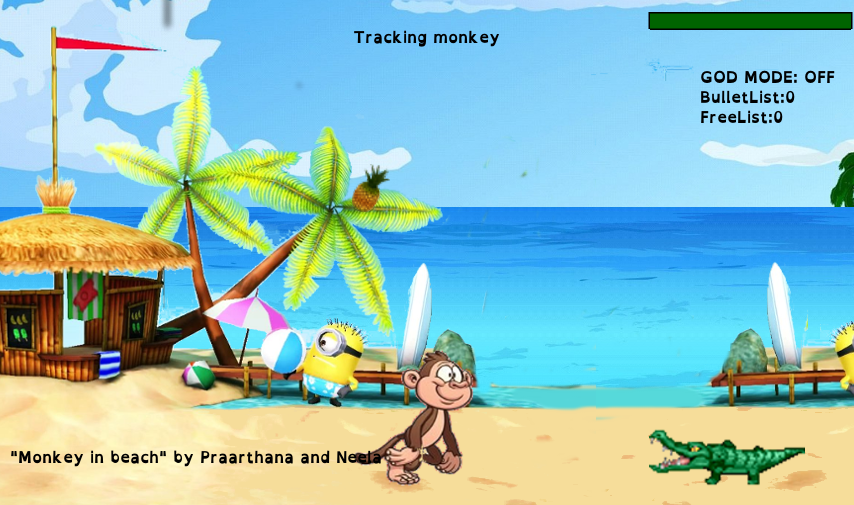 Tracking monkey
GOD MODE: OFF
BulletList:0
FreeList:0
"Monkey in beach" by Praarthana and Neela